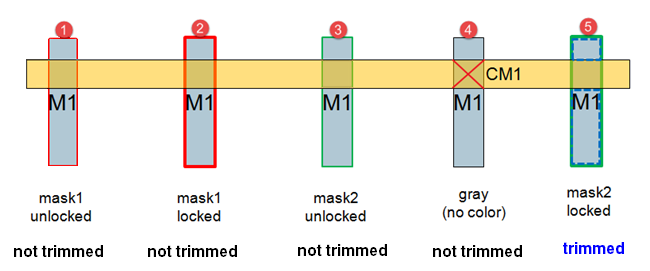 1 2 3 4 5
CM1
M1 M1 M1 M1 M1
mask1 mask1 mask2 gray mask2
unlocked locked unlocked (no color) locked
not trimmed not trimmed not trimmed not trimmed trimmed